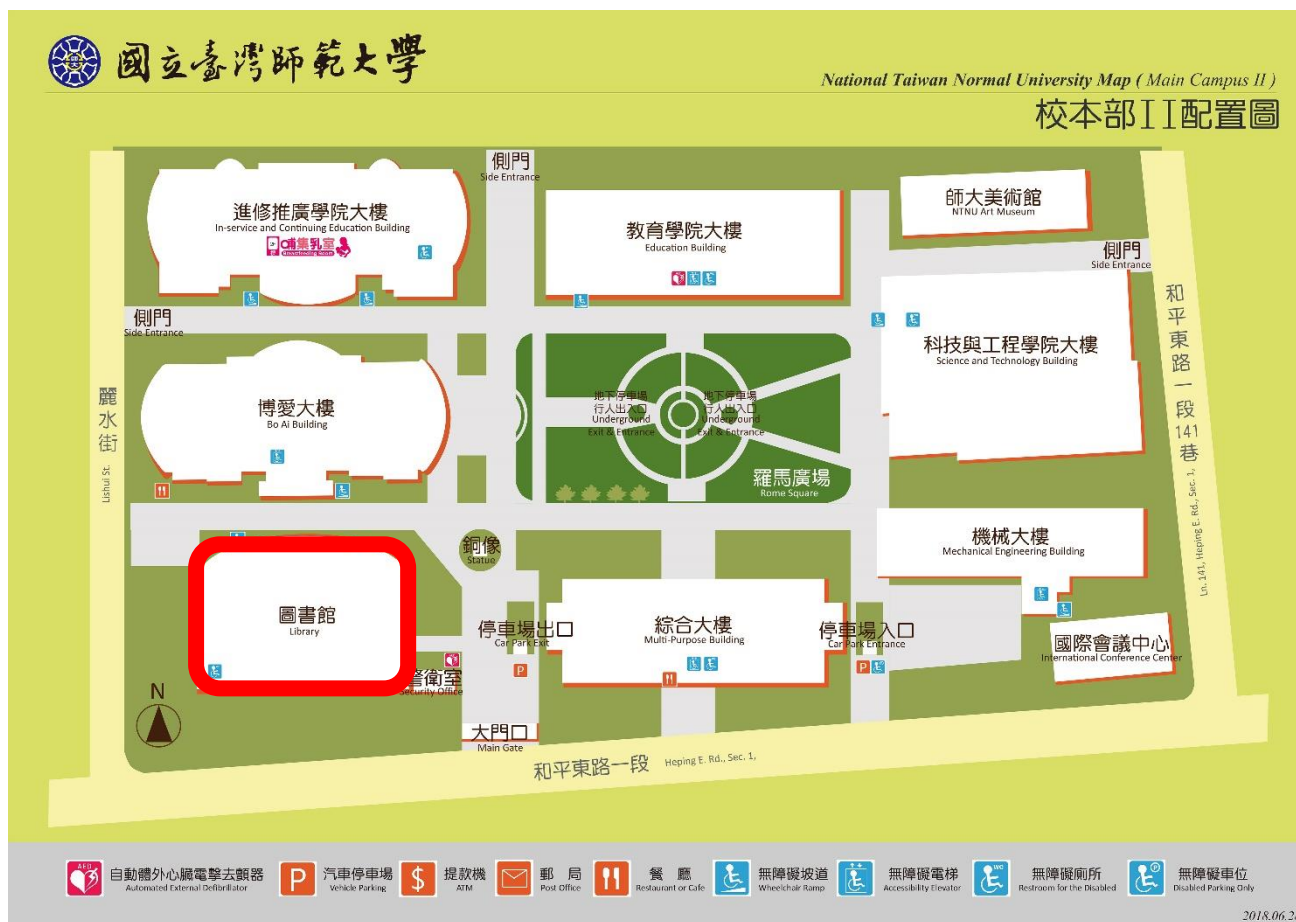 國立臺灣師範大學
National Taiwan Normal University Map ( Main Campus II )
校本部II配置圖
側門
Side Entrance
進修推廣學院大樓
In-service and Continuing Education Building
哺集乳室
Breastfeeding Room
教育學院大樓
Education Building
師大美術館
NTNU Art Museum
側門
Side Entrance
側門
Side Entrance
科技與工程學院大樓
Science and Technology Building
和平東路一段141巷
Ln. 141, Heping E. Rd., Sec. 1,
麗水街
Lishui St.
博愛大樓
Bo Ai Building
地下停車場
行人出入口
Underground
Exit & Entrance
地下停車場
行人出入口
Underground
Exit & Entrance
羅馬廣場
Rome Square
銅像
Statue
機械大樓
Mechanical Engineering Building
圖書館
Library
停車場出口
Car Park Exit
P
綜合大樓
Multi-Purpose Building
停車場入口
Car Park Entrance
P
國際會議中心
International Conference Center
警衛室
Security Office
N
大門口
Main Gate
和平東路一段 Heping E. Rd., Sec. 1,
AED
自動體外心臟電擊去顫器
Automated External Defibrillator
P
汽車停車場
Vehicle Parking
$
提款機
ATM
郵 局
Post Office
餐 廳
Restaurant or Cafe
無障礙坡道
Wheelchair Ramp
無障礙電梯
Accessibility Elevator
WC
無障礙廁所
Restroom for the Disabled
P
無障礙車位
Disabled Parking Only